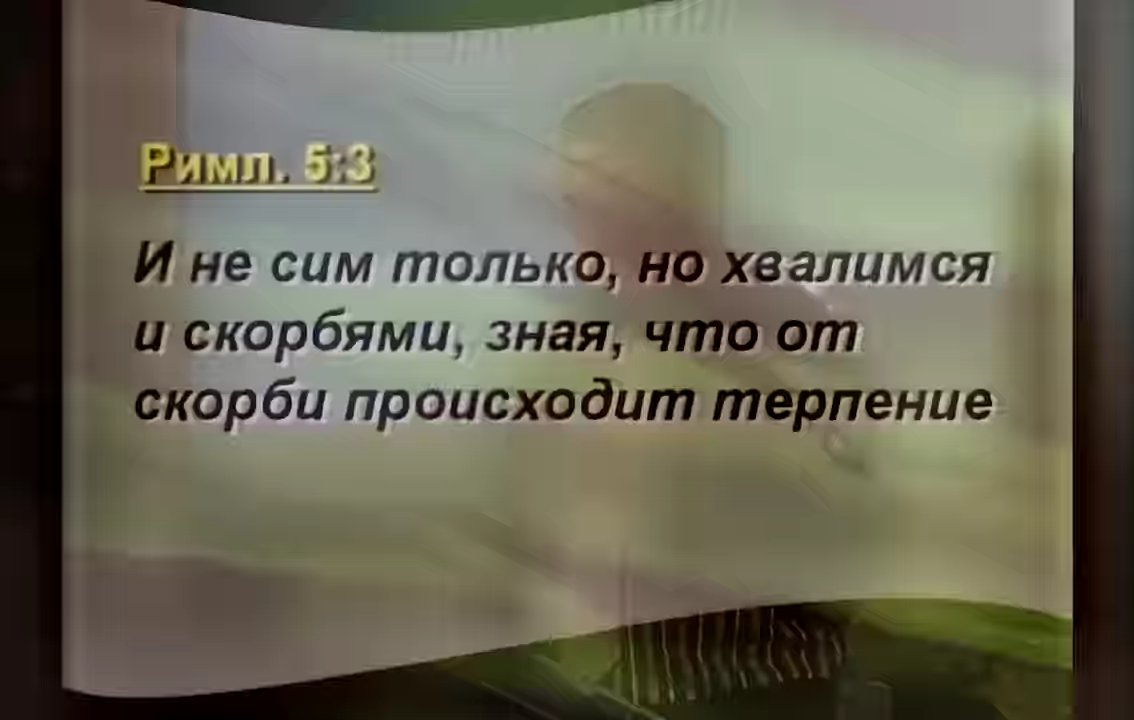 Римл. 5:3
И не сим только, но хвалимся
и скорбями, зная, что от
скорби происходит терпение